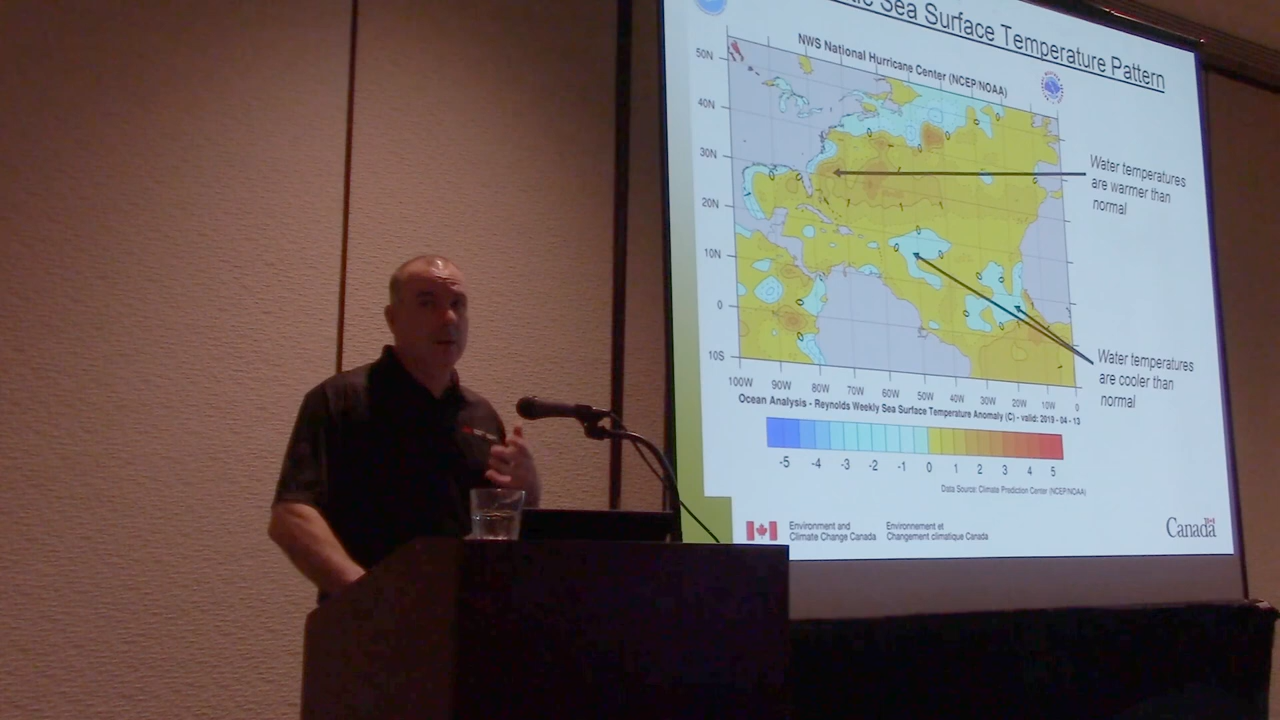 Sea Surface Temperature Pattern
NWS National Hurricane Center (NCEP/NOAA)
50N
40N
30N
20N
10N
0
10S
100W 90W 80W 70W 60W 50W 40W 30W 20W 10W 0
Water temperatures
are warmer than
normal
Water temperatures
are cooler than
normal
Ocean Analysis - Reynolds Weekly Sea Surface Temperature Anomaly (C) - valid: 2019 - 04 - 13
-5 -4 -3 -2 -1 0 1 2 3 4 5
Data Source: Climate Prediction Center (NCEP/NOAA)
Environment and
Climate Change Canada
Environnement et
Changement climatique Canada
Canada